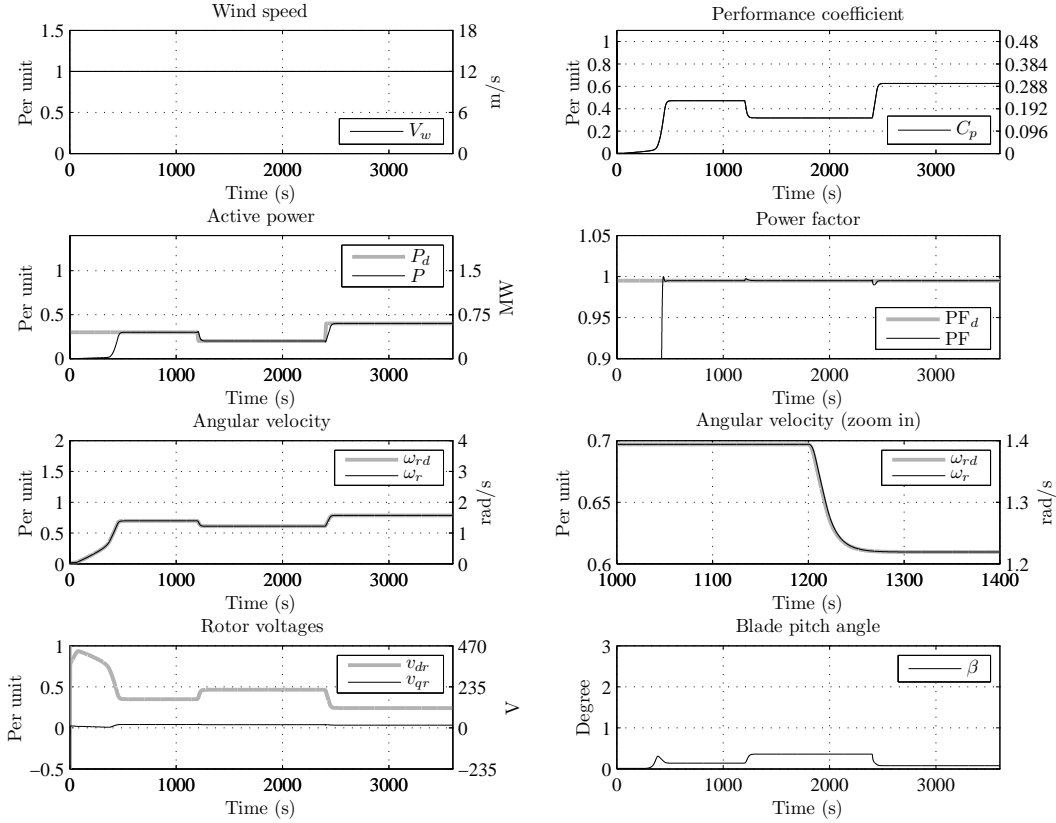 Wind speed
1.5
1
0.5
0
Per unit
18
12
6
0
m/s
V_w
0 1000 2000 3000
Time (s)
Performance coefficient
1
0.8
0.6
0.4
0.2
0
Per unit
0.48
0.384
0.288
0.192
0.096
0
C_p
0 1000 2000 3000
Time (s)
Active power
1
0.5
0
Per unit
1.5
0.75
0
MW
P_d
P
0 1000 2000 3000
Time (s)
Power factor
1.05
1
0.95
0.9
Per unit
PF_d
PF
0 1000 2000 3000
Time (s)
Angular velocity
2
1.5
1
0.5
0
Per unit
4
3
2
1
0
rad/s
ω_rd
ω_r
0 1000 2000 3000
Time (s)
Angular velocity (zoom in)
0.7
0.65
0.6
Per unit
1.4
1.3
1.2
rad/s
ω_rd
ω_r
1000 1100 1200 1300 1400
Time (s)
Rotor voltages
1
0.5
0
−0.5
Per unit
470
235
0
−235
V
v_dr
v_qr
0 1000 2000 3000
Time (s)
Blade pitch angle
3
2
1
0
Degree
β
0 1000 2000 3000
Time (s)